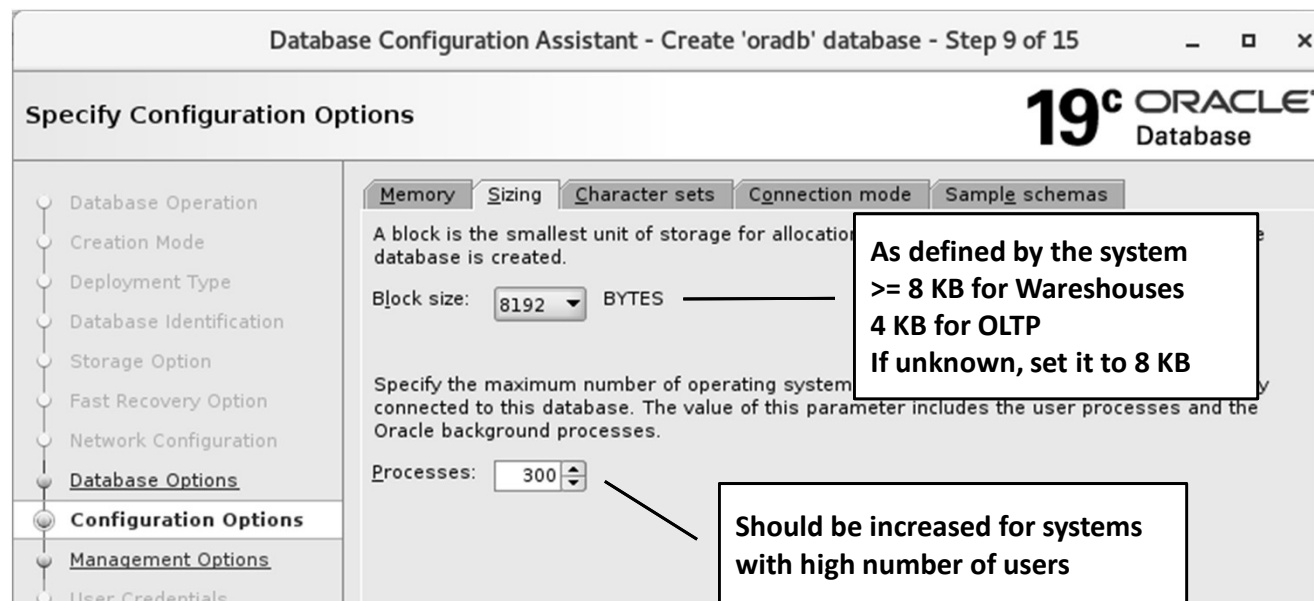 Database Configuration Assistant - Create 'oradb' database - Step 9 of 15
Specify Configuration Options
19c ORACLE
Database
Database Operation
Creation Mode
Deployment Type
Database Identification
Storage Option
Fast Recovery Option
Network Configuration
Database Options
Configuration Options
Management Options
User Credentials
Memory Sizing Character sets Connection mode Sample schemas
A block is the smallest unit of storage for allocation
database is created.
Block size: 8192 BYTES
As defined by the system
>= 8 KB for Wareshouses
4 KB for OLTP
If unknown, set it to 8 KB
Specify the maximum number of operating system
connected to this database. The value of this parameter includes the user processes and the
Oracle background processes.
Processes: 300
Should be increased for systems
with high number of users